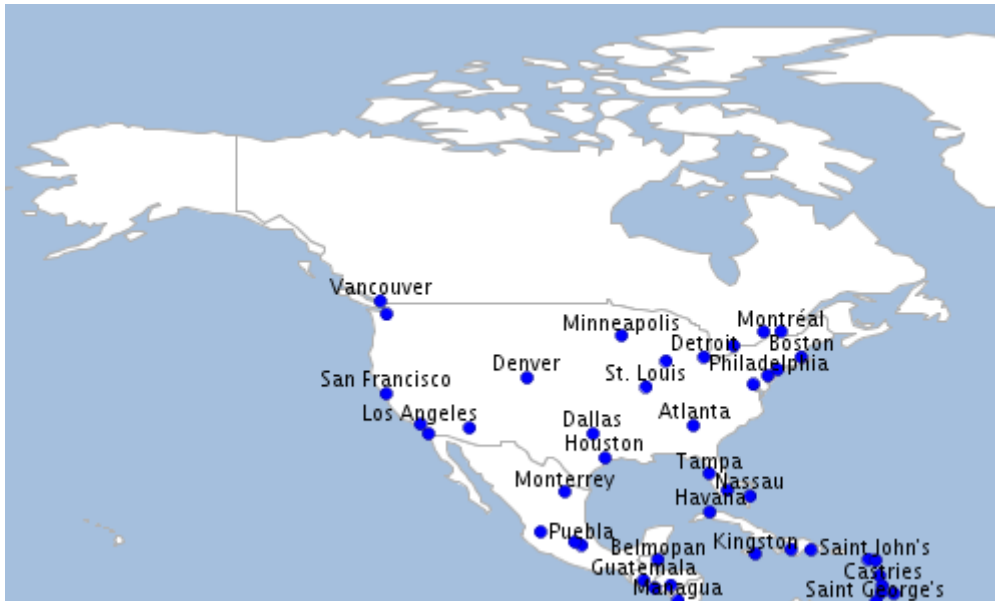 Vancouver
Minneapolis
Montréal
Detroit
Boston
Denver
St. Louis
Philadelphia
San Francisco
Los Angeles
Dallas
Atlanta
Houston
Tampa
Monterrey
Nassau
Havana
Puebla
Kingston
Belmopan
Saint John's
Guatemala
Castries
Managua
Saint George's